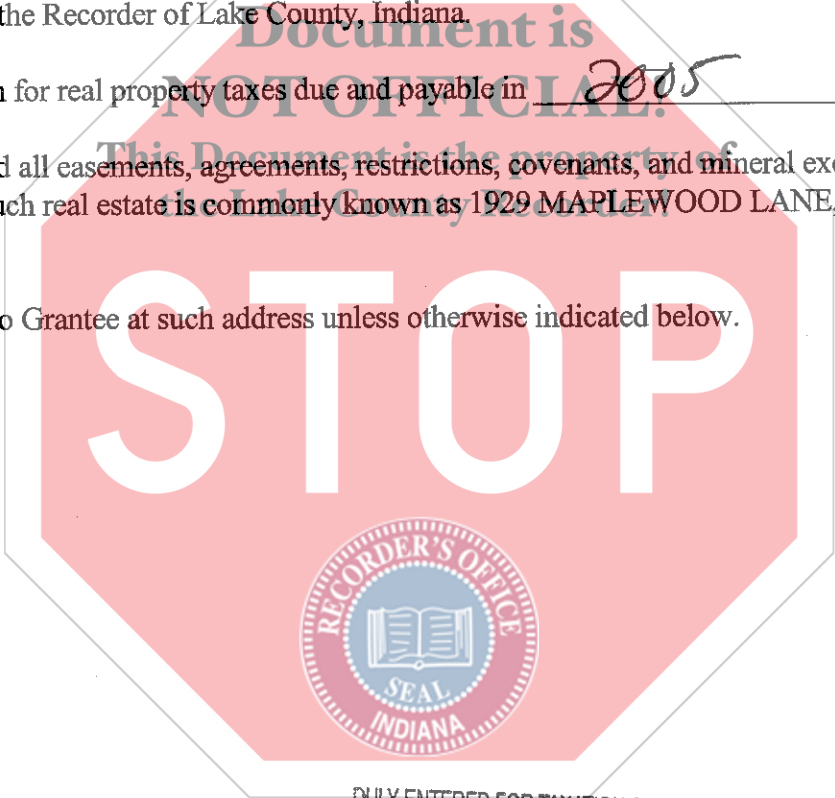 the Recorder of Lake County, Indiana.
Document is
for real property taxes due and payable in 2005
NOT OFFICIAL!
This Document is the property of
all easements, agreements, restrictions, covenants, and mineral
the Lake County Recorder!
real estate is commonly known as 1929 MAPLEWOOD LANE,
Grantee at such address unless otherwise indicated below.
STOP
RECORDER'S OFFICE
SEAL
INDIANA
DULY ENTERED FOR TAXATION